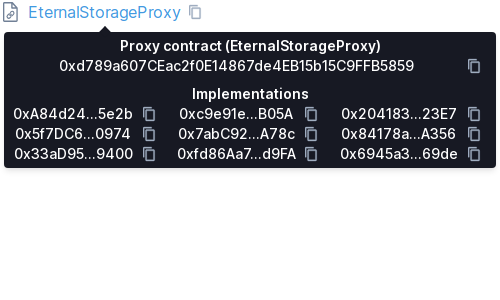 EternalStorageProxy
Proxy contract (EternalStorageProxy)
0xd789a607CEac2f0E14867de4EB15b15C9FFB5859
Implementations
0xA84d24...5e2b 0xc9e91e...B05A 0x204183...23E7
0x5f7DC6...0974 0x7abC92...A78c 0x84178a...A356
0x33aD95...9400 0xfd86Aa7...d9FA 0x6945a3...69de